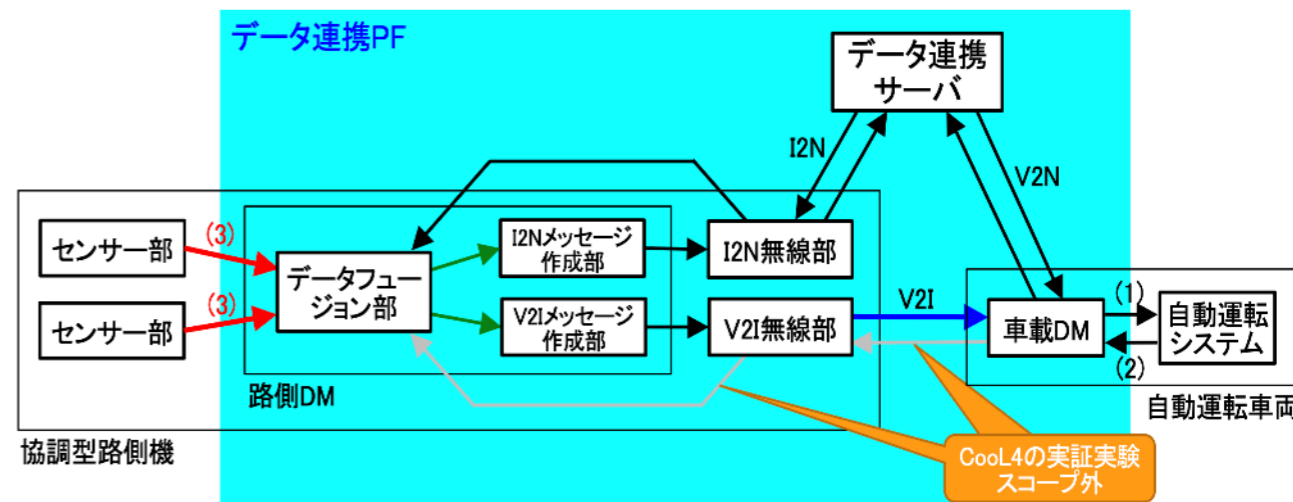 データ連携PF
データ連携
サーバ
I2N
V2N
センサー部
(3)
センサー部
(3)
データフュー
ジョン部
I2Nメッセージ
作成部
V2Iメッセージ
作成部
I2N無線部
V2I無線部
V2I
車載DM
(1)
(2)
自動運転
システム
路側DM
自動運転車両
協調型路側機
CooL4の実証実験
スコープ外